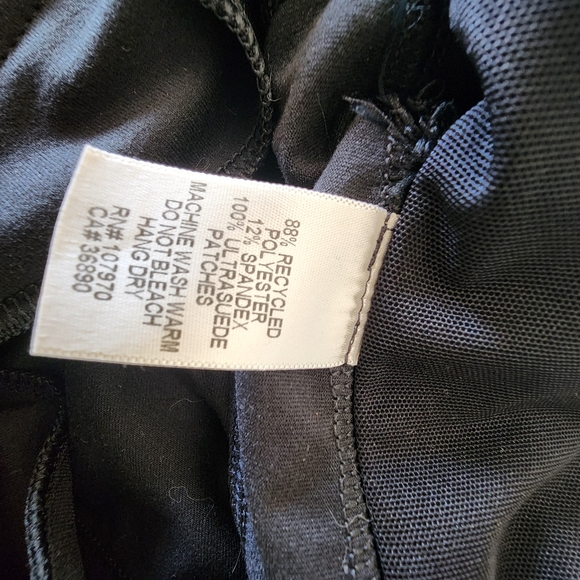 88% RECYCLED
POLYESTER
12% SPANDEX
100% ULTRASUEDE
PATCHES
MACHINE WASH WARM
DO NOT BLEACH
HANG DRY
RN# 107970
CA# 36890